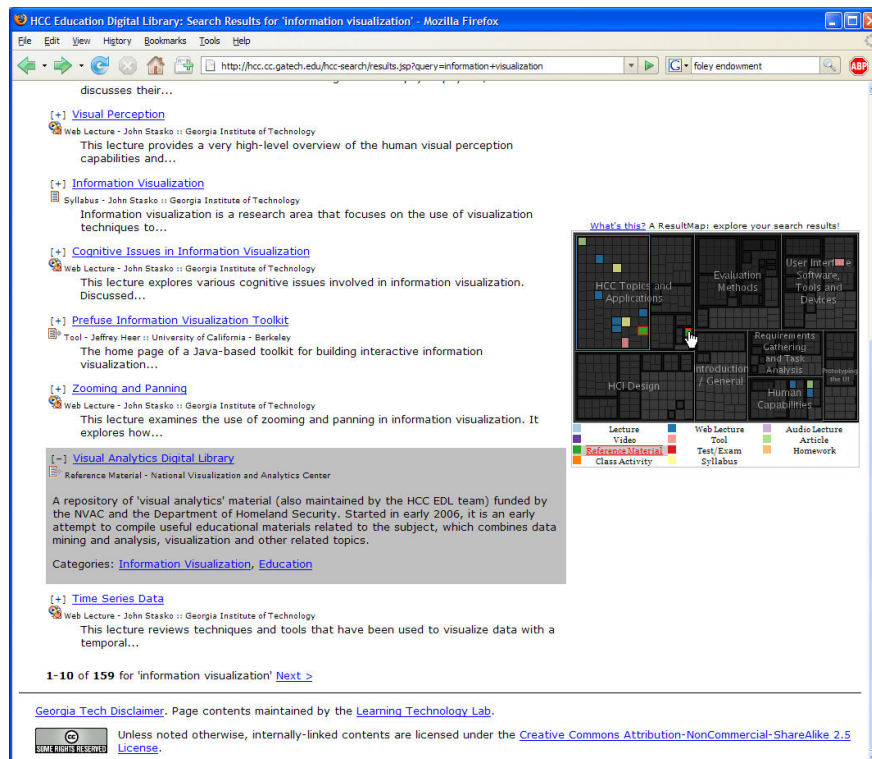 HCC Education Digital Library: Search Results for 'information visualization' - Mozilla Firefox
File Edit View History Bookmarks Tools Help
http://hcc.cc.gatech.edu/hcc-search/results.jsp?query=information+visualization
G foley endowment
ABP
discusses their...
[+] Visual Perception
Web Lecture - John Stasko :: Georgia Institute of Technology
This lecture provides a very high-level overview of the human visual perception
capabilities and...
[+] Information Visualization
Syllabus - John Stasko :: Georgia Institute of Technology
Information visualization is a research area that focuses on the use of visualization
techniques to...
[+] Cognitive Issues in Information Visualization
Web Lecture - John Stasko :: Georgia Institute of Technology
This lecture explores various cognitive issues involved in information visualization.
Discussed...
[+] Prefuse Information Visualization Toolkit
Tool - Jeffrey Heer :: University of California - Berkeley
The home page of a Java-based toolkit for building interactive information
visualization...
[+] Zooming and Panning
Web Lecture - John Stasko :: Georgia Institute of Technology
This lecture examines the use of zooming and panning in information visualization. It
explores how...
[−] Visual Analytics Digital Library
Reference Material - National Visualization and Analytics Center
A repository of 'visual analytics' material (also maintained by the HCC EDL team) funded by
the NVAC and the Department of Homeland Security. Started in early 2006, it is an early
attempt to compile useful educational materials related to the subject, which combines data
mining and analysis, visualization and other related topics.
Categories: Information Visualization, Education
[+] Time Series Data
Web Lecture - John Stasko :: Georgia Institute of Technology
This lecture reviews techniques and tools that have been used to visualize data with a
temporal...
1-10 of 159 for 'information visualization' Next >
What's this? A ResultMap: explore your search results!
HCC Topics and
Applications
Evaluation
Methods
User Interface
Software,
Tools and
Devices
HCI Design
Introduction
/ General
Requirements
Gathering
and Task
Analysis
Prototyping
the UI
Human
Capabilities
Lecture Web Lecture Audio Lecture
Video Tool Article
Reference Material Test/Exam Homework
Class Activity Syllabus
Georgia Tech Disclaimer. Page contents maintained by the Learning Technology Lab.
cc
SOME RIGHTS RESERVED
Unless noted otherwise, internally-linked contents are licensed under the Creative Commons Attribution-NonCommercial-ShareAlike 2.5
License.